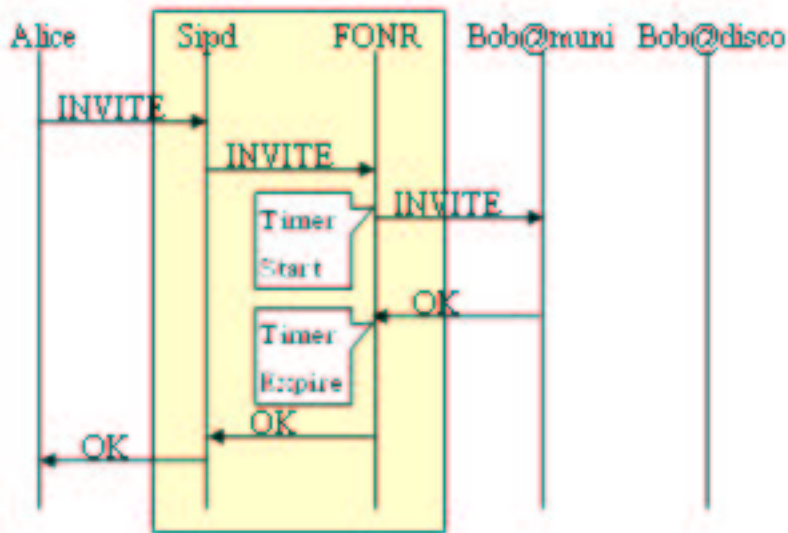 Alice Sipd FONR Bob@muni Bob@disco
INVITE
INVITE
INVITE
Timer
Start
OK
Timer
Expire
OK
OK